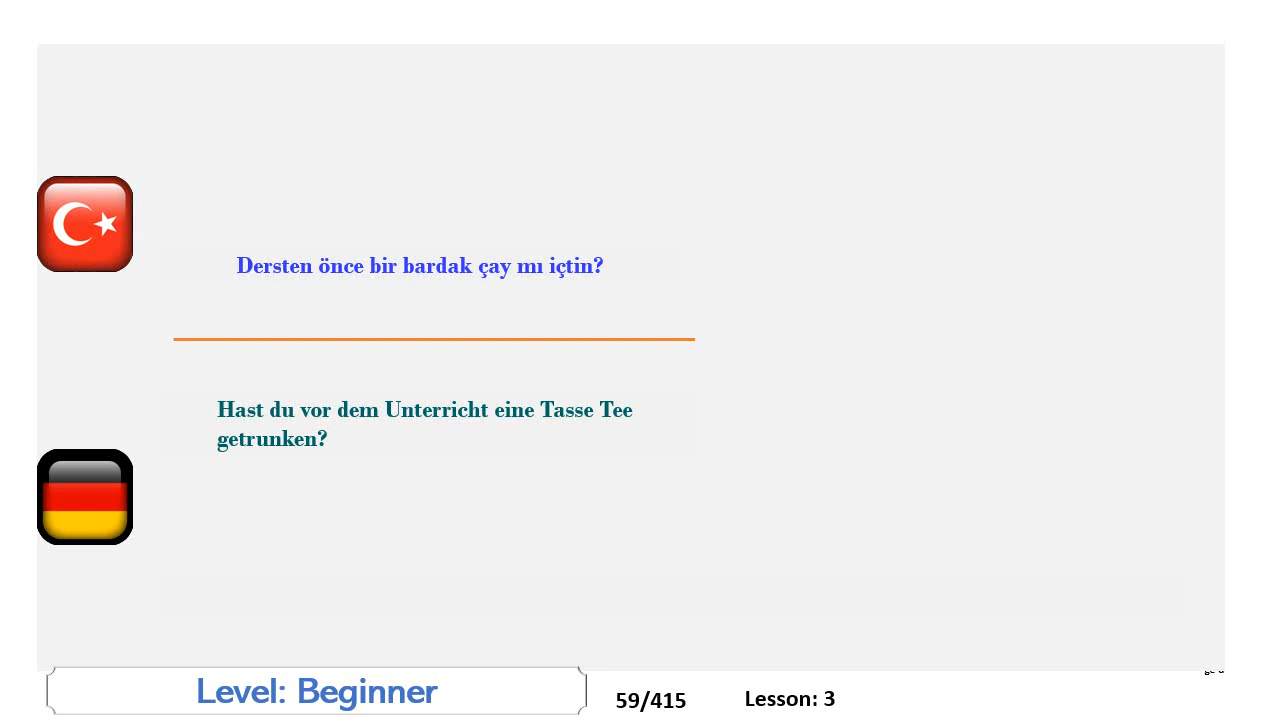 Dersten önce bir bardak çay mı içtin?
Hast du vor dem Unterricht eine Tasse Tee
getrunken?
Level: Beginner
59/415
Lesson: 3